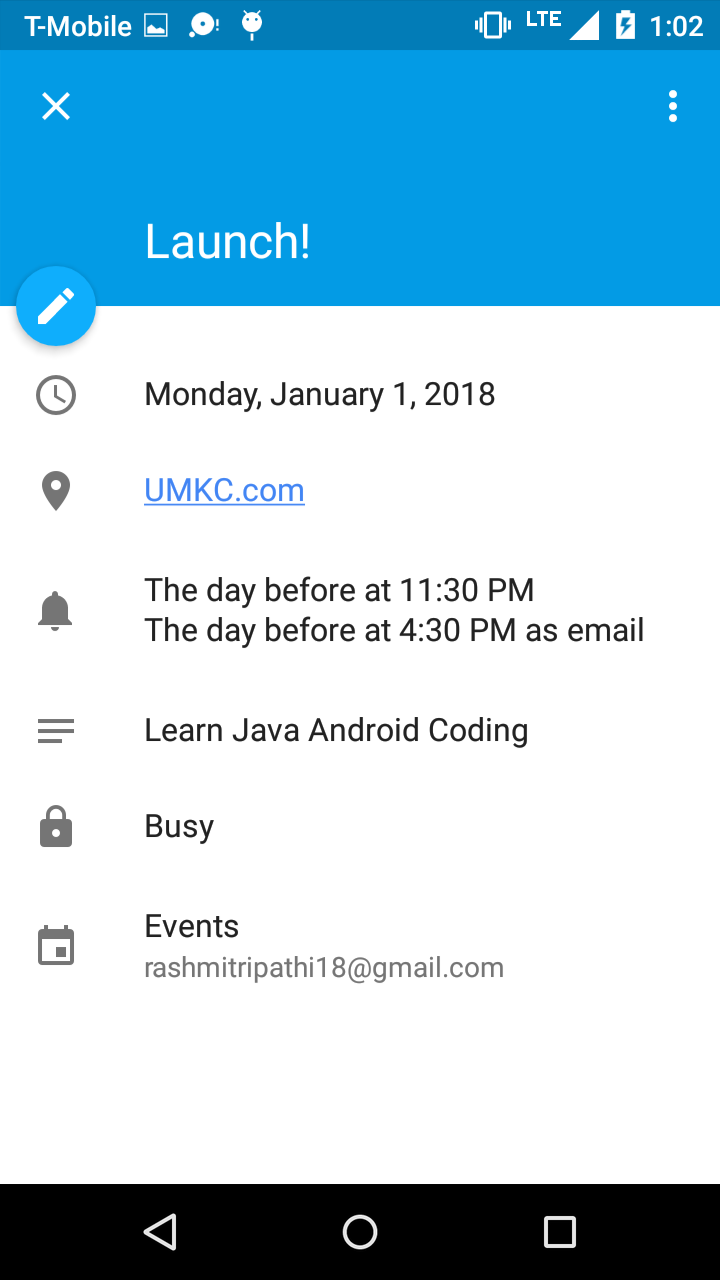 T-Mobile LTE 1:02
Launch!
Monday, January 1, 2018
UMKC.com
The day before at 11:30 PM
The day before at 4:30 PM as email
Learn Java Android Coding
Busy
Events
rashmitripathi18@gmail.com